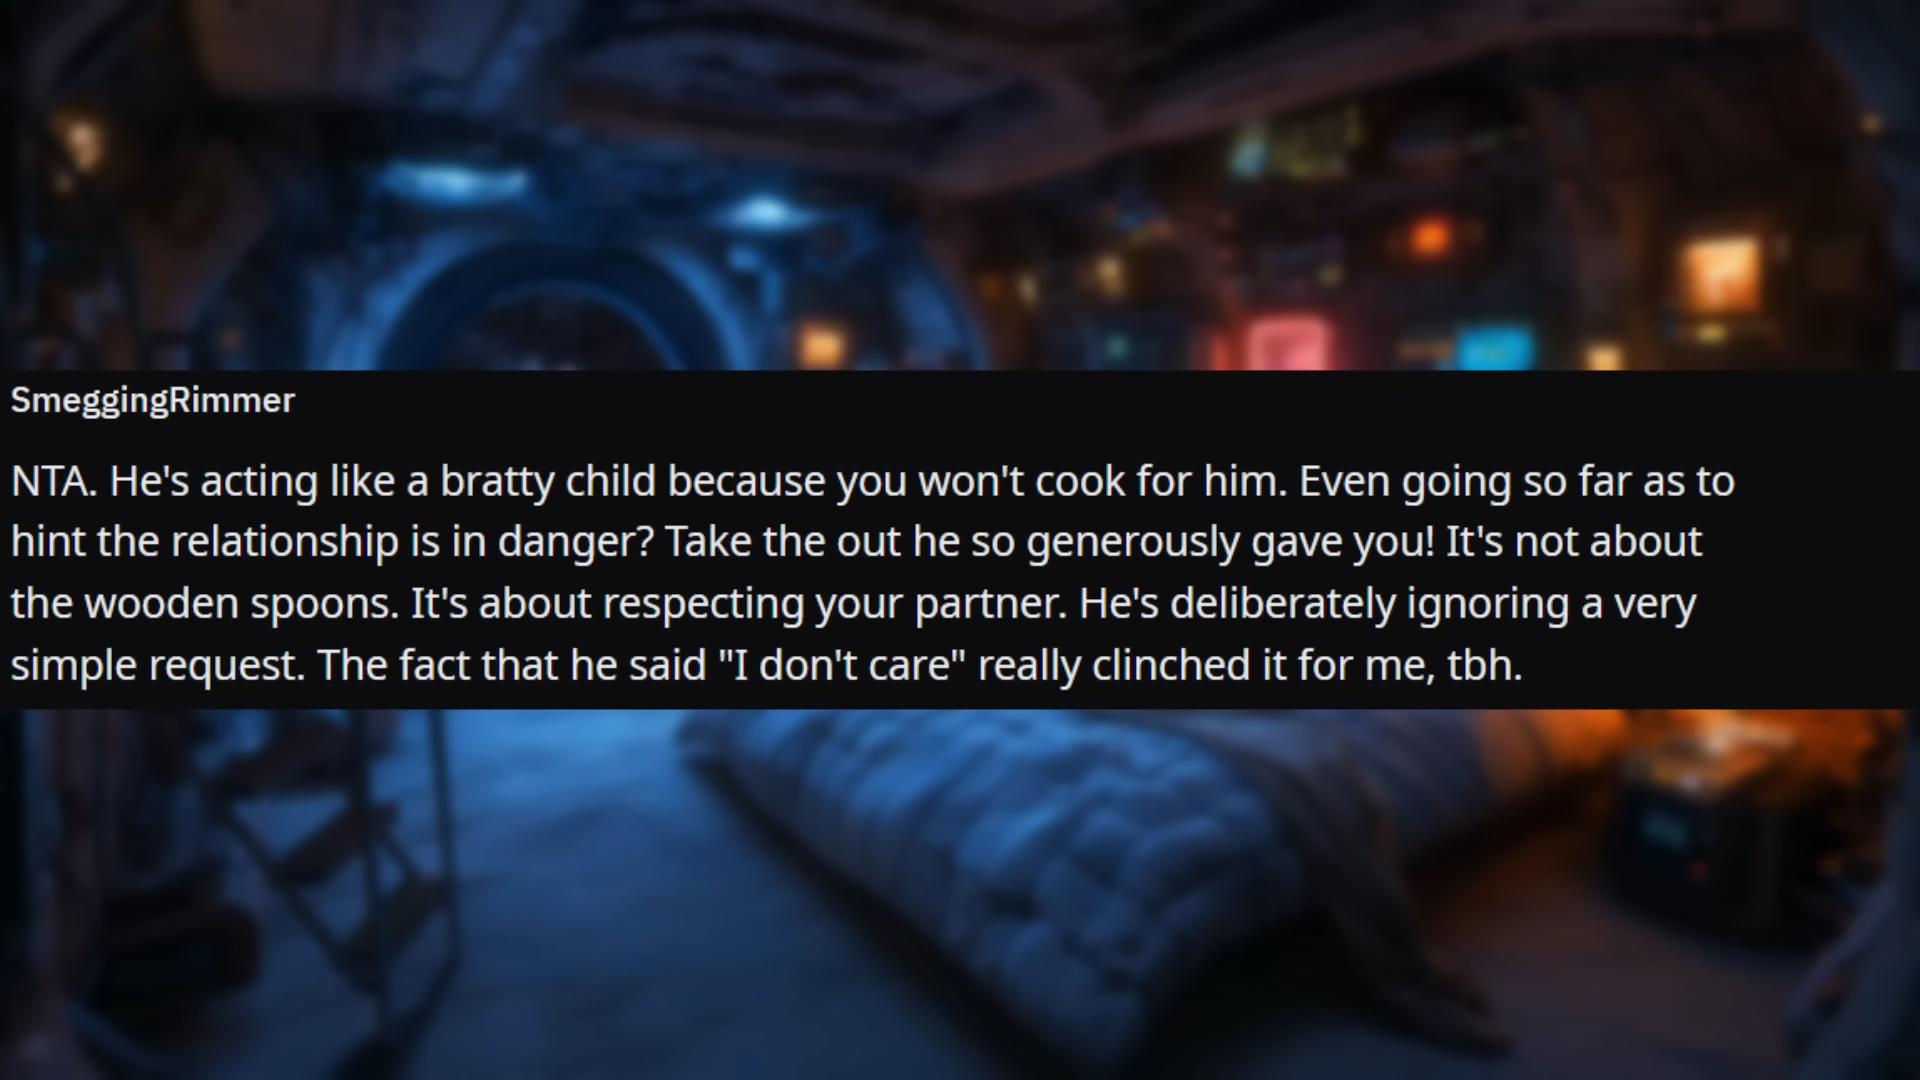 SmeggingRimmer
NTA. He's acting like a bratty child because you won't cook for him. Even going so far as to
hint the relationship is in danger? Take the out he so generously gave you! It's not about
the wooden spoons. It's about respecting your partner. He's deliberately ignoring a very
simple request. The fact that he said "I don't care" really clinched it for me, tbh.